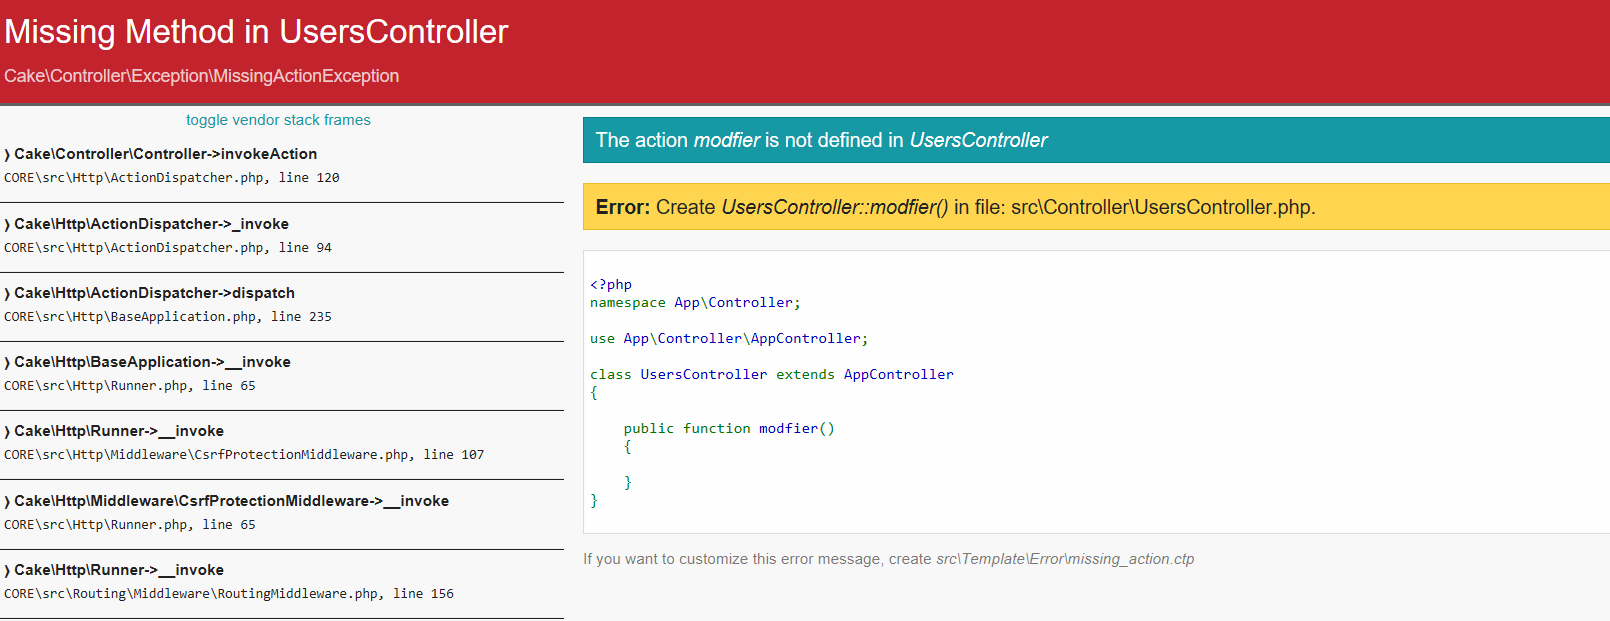 Missing Method in UsersController
Cake\Controller\Exception\MissingActionException
toggle vendor stack frames
⟩ Cake\Controller\Controller->invokeAction
CORE\src\Http\ActionDispatcher.php, line 120
⟩ Cake\Http\ActionDispatcher->_invoke
CORE\src\Http\ActionDispatcher.php, line 94
⟩ Cake\Http\ActionDispatcher->dispatch
CORE\src\Http\BaseApplication.php, line 235
⟩ Cake\Http\BaseApplication->__invoke
CORE\src\Http\Runner.php, line 65
⟩ Cake\Http\Runner->__invoke
CORE\src\Http\Middleware\CsrfProtectionMiddleware.php, line 107
⟩ Cake\Http\Middleware\CsrfProtectionMiddleware->__invoke
CORE\src\Http\Runner.php, line 65
⟩ Cake\Http\Runner->__invoke
CORE\src\Routing\Middleware\RoutingMiddleware.php, line 156
The action modfier is not defined in UsersController
Error: Create UsersController::modfier() in file: src\Controller\UsersController.php.
<?php
namespace App\Controller;
use App\Controller\AppController;
class UsersController extends AppController
{
public function modfier()
{
}
}
If you want to customize this error message, create src\Template\Error\missing_action.ctp